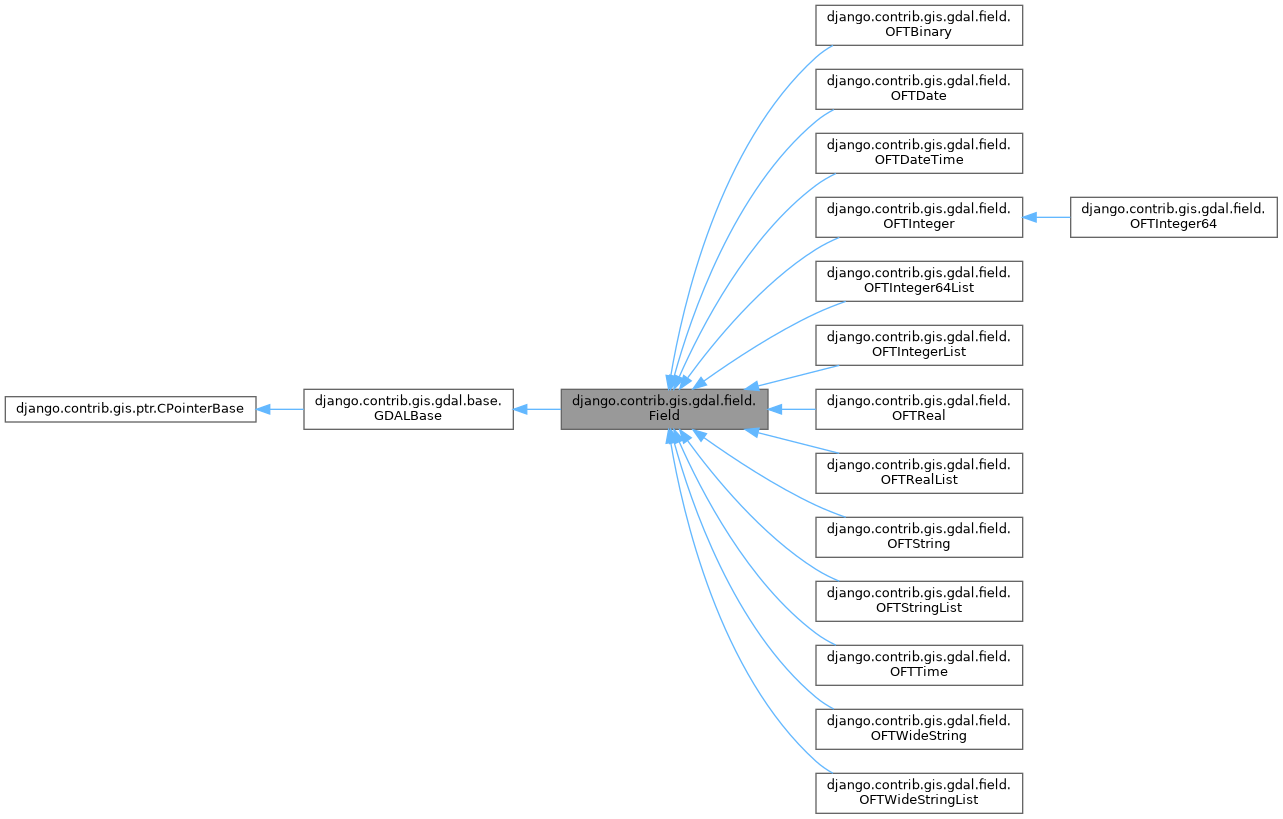 django.contrib.gis.gdal.field.
OFTBinary
django.contrib.gis.gdal.field.
OFTDate
django.contrib.gis.gdal.field.
OFTDateTime
django.contrib.gis.gdal.field.
OFTInteger
django.contrib.gis.gdal.field.
OFTInteger64
django.contrib.gis.gdal.field.
OFTInteger64List
django.contrib.gis.gdal.field.
OFTIntegerList
django.contrib.gis.ptr.CPointerBase
django.contrib.gis.gdal.base.
GDALBase
django.contrib.gis.gdal.field.
Field
django.contrib.gis.gdal.field.
OFTReal
django.contrib.gis.gdal.field.
OFTRealList
django.contrib.gis.gdal.field.
OFTString
django.contrib.gis.gdal.field.
OFTStringList
django.contrib.gis.gdal.field.
OFTTime
django.contrib.gis.gdal.field.
OFTWideString
django.contrib.gis.gdal.field.
OFTWideStringList